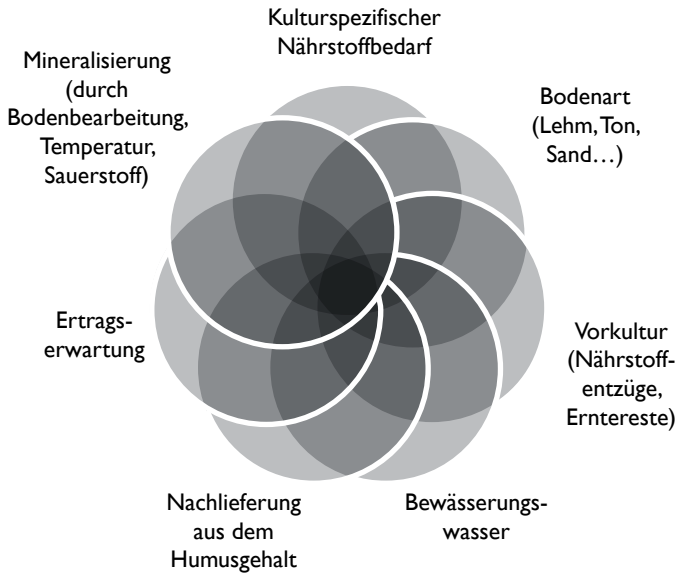 Kulturspezifischer
Nährstoffbedarf
Mineralisierung
(durch
Bodenbearbeitung,
Temperatur,
Sauerstoff)
Bodenart
(Lehm, Ton,
Sand…)
Ertrags-
erwartung
Vorkultur
(Nährstoff-
entzüge,
Erntereste)
Nachlieferung
aus dem
Humusgehalt
Bewässerungs-
wasser